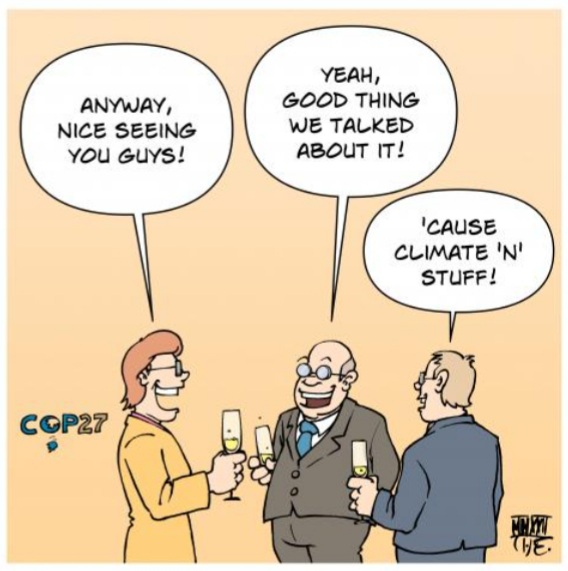 ANYWAY,
NICE SEEING
YOU GUYS!
YEAH,
GOOD THING
WE TALKED
ABOUT IT!
'CAUSE
CLIMATE 'N'
STUFF!
COP27